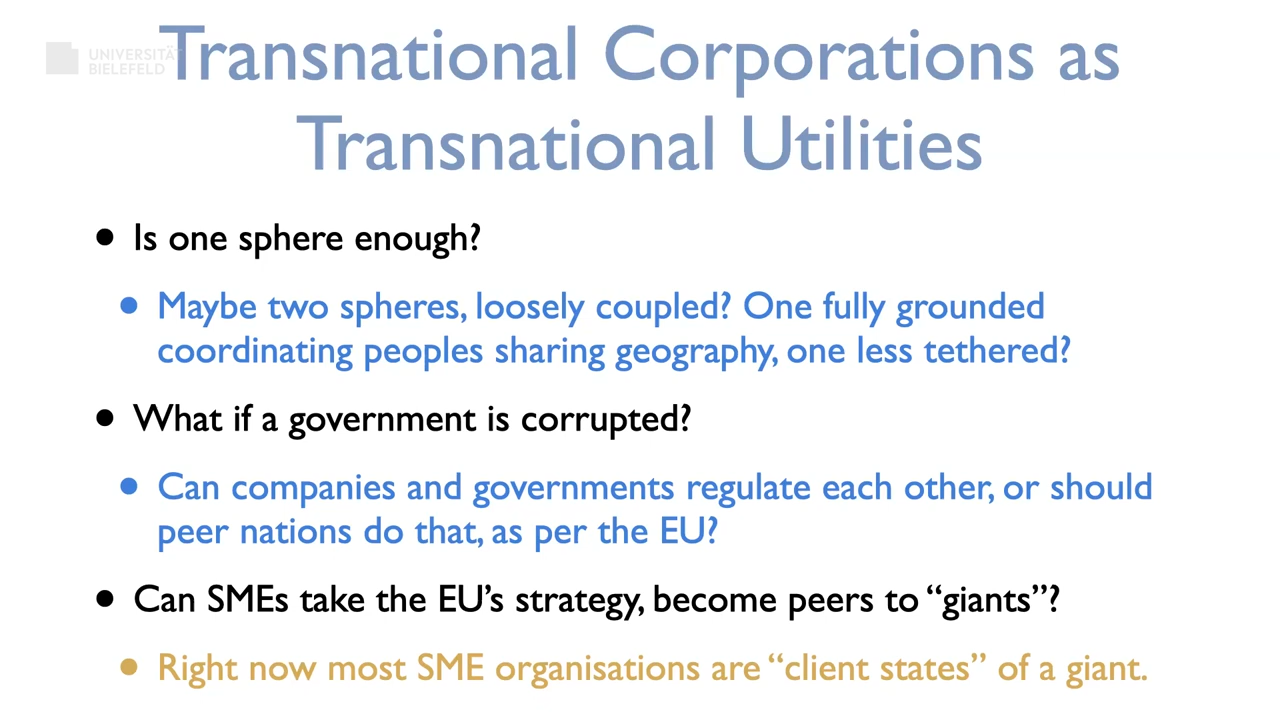 UNIVERSITÄT
BIELEFELD
Transnational Corporations as
Transnational Utilities
• Is one sphere enough?
• Maybe two spheres, loosely coupled? One fully grounded
coordinating peoples sharing geography, one less tethered?
• What if a government is corrupted?
• Can companies and governments regulate each other, or should
peer nations do that, as per the EU?
• Can SMEs take the EU’s strategy, become peers to “giants”?
• Right now most SME organisations are “client states” of a giant.